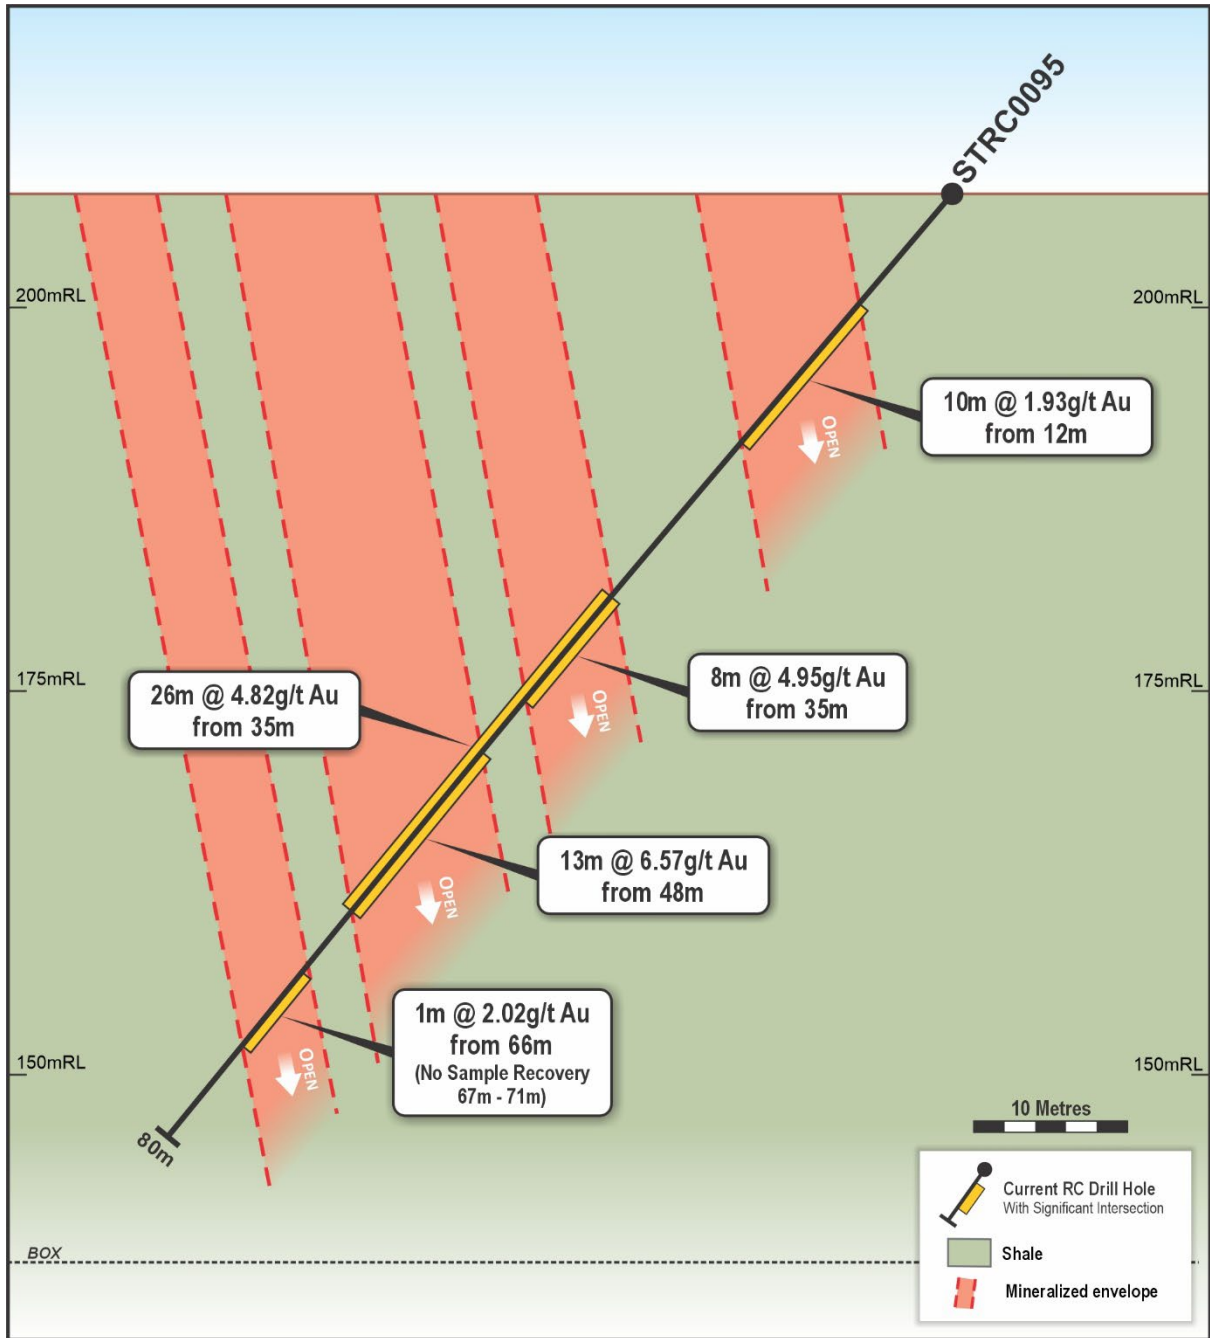 STRC0095
200mRL
200mRL
10m @ 1.93g/t Au
from 12m
OPEN
175mRL
175mRL
26m @ 4.82g/t Au
from 35m
8m @ 4.95g/t Au
from 35m
OPEN
13m @ 6.57g/t Au
from 48m
OPEN
1m @ 2.02g/t Au
from 66m
(No Sample Recovery
67m - 71m)
OPEN
150mRL
150mRL
80m
10 Metres
Current RC Drill Hole
With Significant Intersection
Shale
Mineralized envelope
BOX